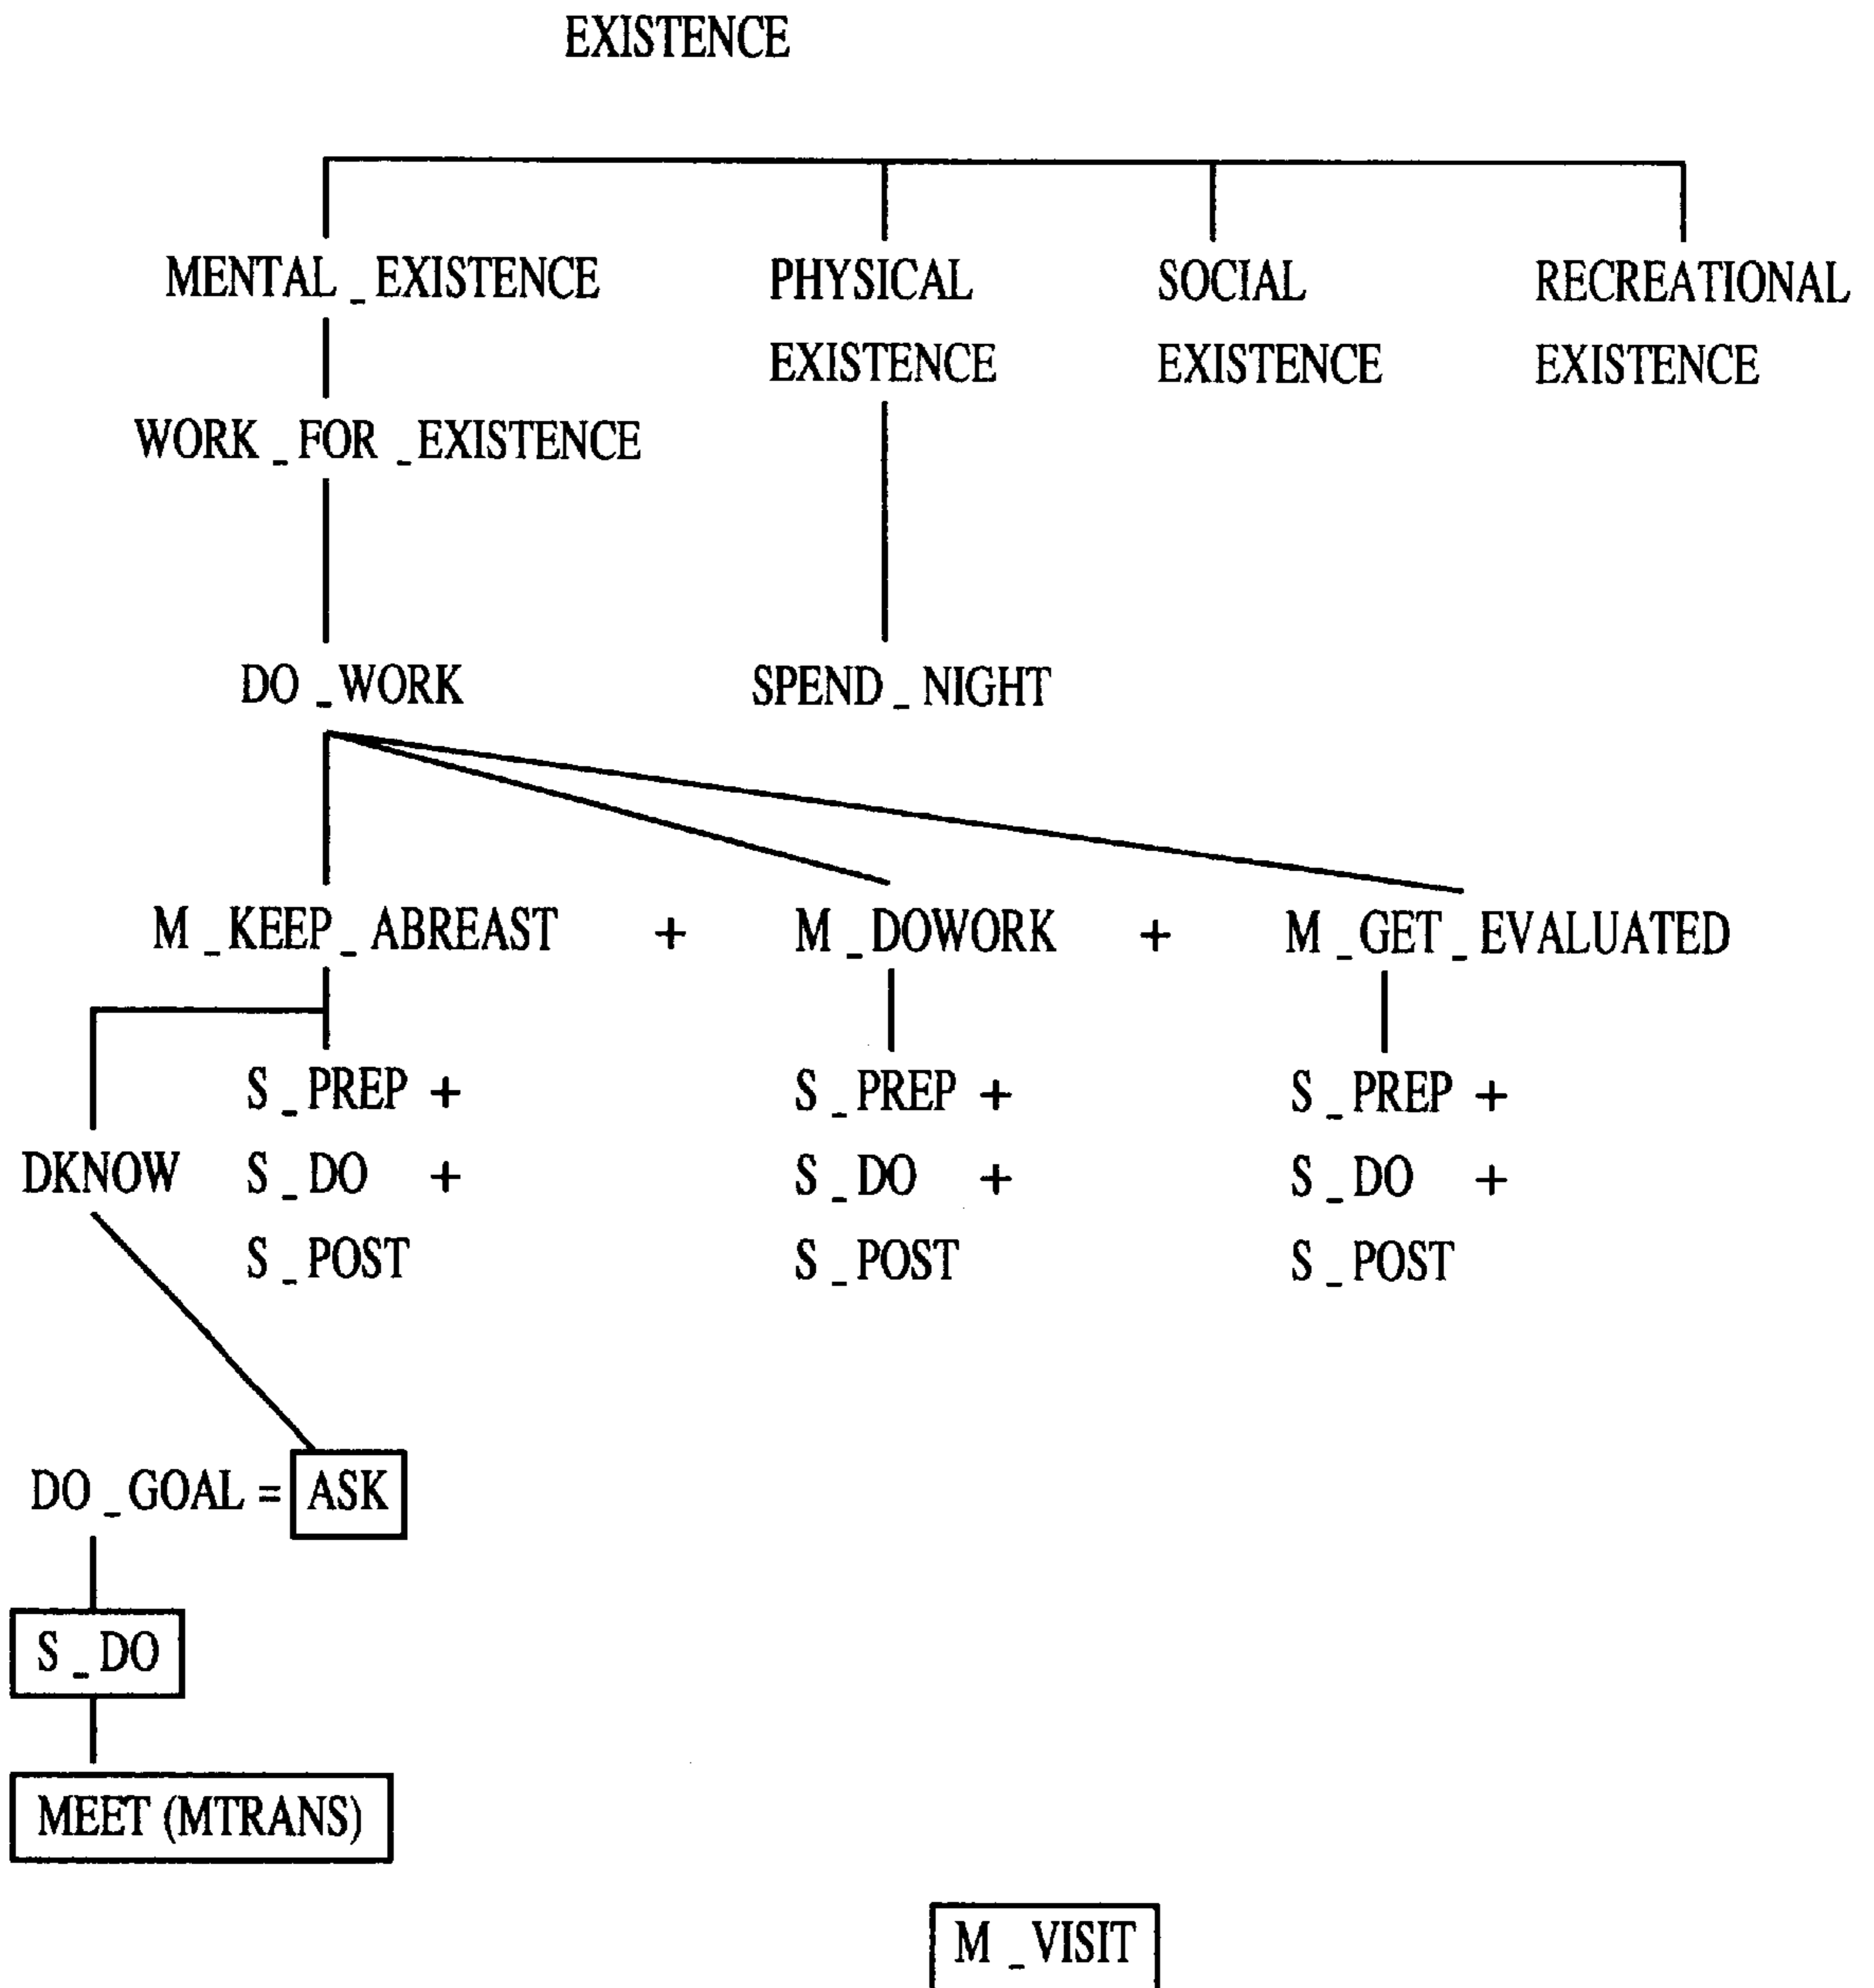 EXISTENCE
MENTAL _ EXISTENCE PHYSICAL EXISTENCE SOCIAL EXISTENCE RECREATIONAL EXISTENCE
WORK _ FOR _ EXISTENCE
DO _ WORK SPEND _ NIGHT
M _ KEEP _ ABREAST + M _ DOWORK + M _ GET _ EVALUATED
S _ PREP + S _ PREP + S _ PREP +
DKNOW S _ DO + S _ DO + S _ DO +
S _ POST S _ POST S _ POST
DO _ GOAL = ASK
S _ DO
MEET (MTRANS)
M _ VISIT